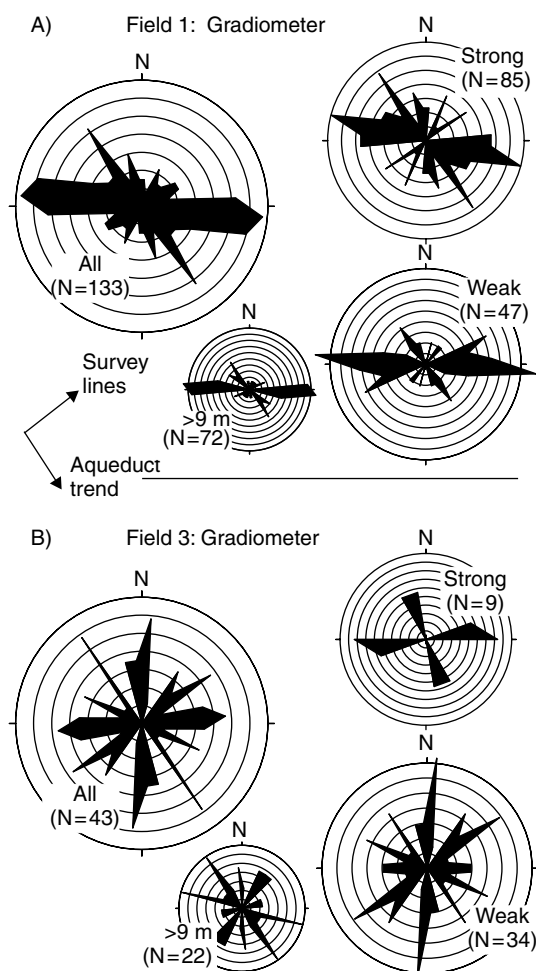 A) Field 1: Gradiometer
N
All
(N=133)
N
Strong
(N=85)
N
Weak
(N=47)
N
>9 m
(N=72)
Survey
lines
Aqueduct
trend
B) Field 3: Gradiometer
N
All
(N=43)
N
Strong
(N=9)
N
Weak
(N=34)
N
>9 m
(N=22)